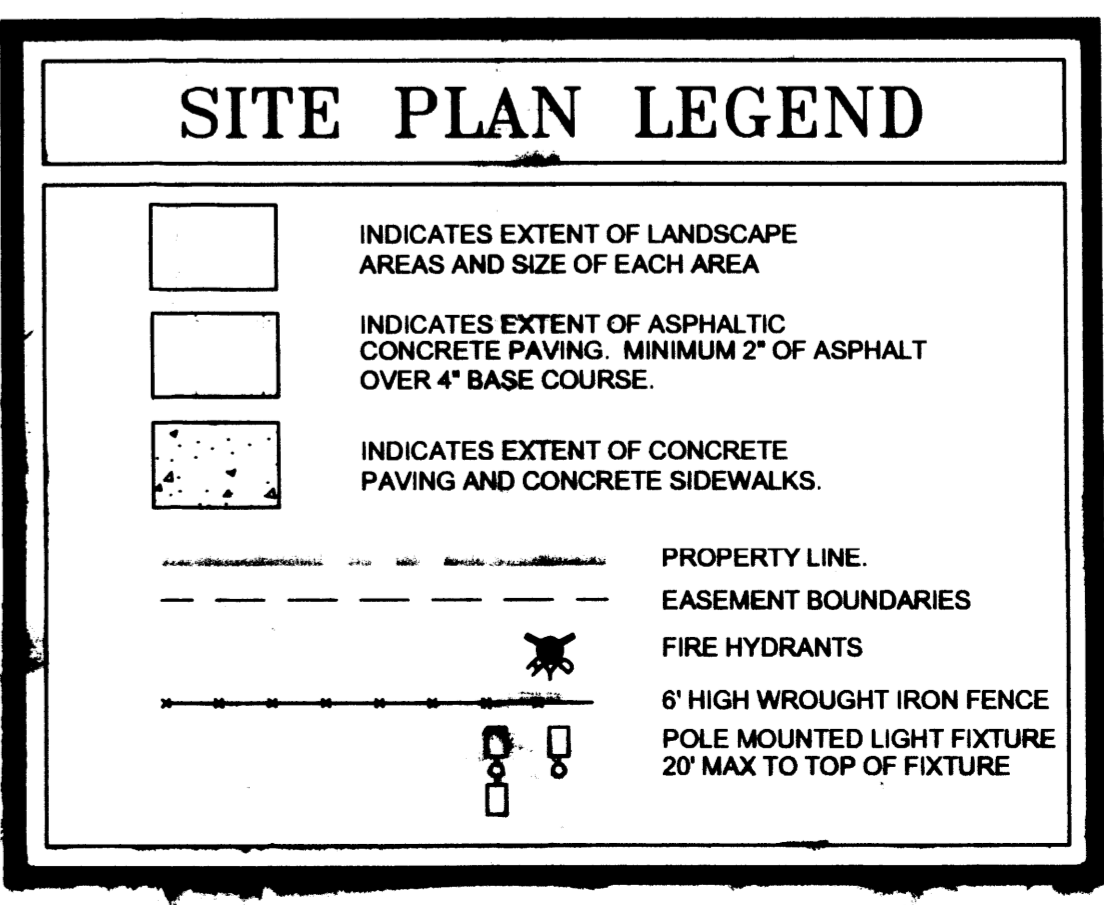 SITE PLAN LEGEND
INDICATES EXTENT OF LANDSCAPE
AREAS AND SIZE OF EACH AREA
INDICATES EXTENT OF ASPHALTIC
CONCRETE PAVING. MINIMUM 2" OF ASPHALT
OVER 4" BASE COURSE.
INDICATES EXTENT OF CONCRETE
PAVING AND CONCRETE SIDEWALKS.
PROPERTY LINE.
EASEMENT BOUNDARIES
FIRE HYDRANTS
6' HIGH WROUGHT IRON FENCE
POLE MOUNTED LIGHT FIXTURE
20' MAX TO TOP OF FIXTURE